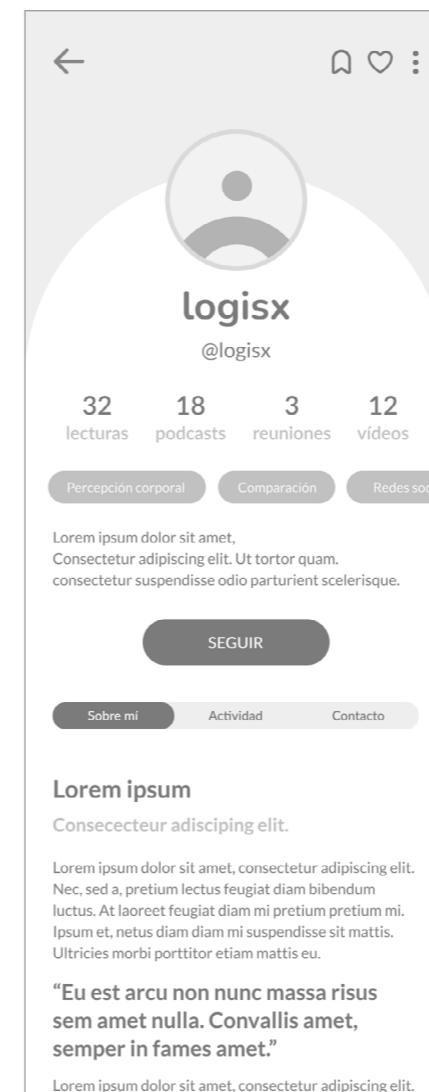 logisx
@logisx
32 18 3 12
lecturas podcasts reuniones vídeos
Percepción corporal Comparación Redes soc
Lorem ipsum dolor sit amet,
Consectetur adipiscing elit. Ut tortor quam.
consectetur suspendisse odio parturient scelerisque.
SEGUIR
Sobre mí Actividad Contacto
Lorem ipsum
Consececteur adisciping elit.
Lorem ipsum dolor sit amet, consectetur adipiscing elit.
Nec, sed a, pretium lectus feugiat diam bibendum
luctus. At laoreet feugiat diam mi pretium pretium mi.
Ipsum et, netus diam diam mi suspendisse sit mattis.
Ultricies morbi porttitor etiam mattis eu.
“Eu est arcu non nunc massa risus
sem amet nulla. Convallis amet,
semper in fames amet.”
Lorem ipsum dolor sit amet, consectetur adipiscing elit.